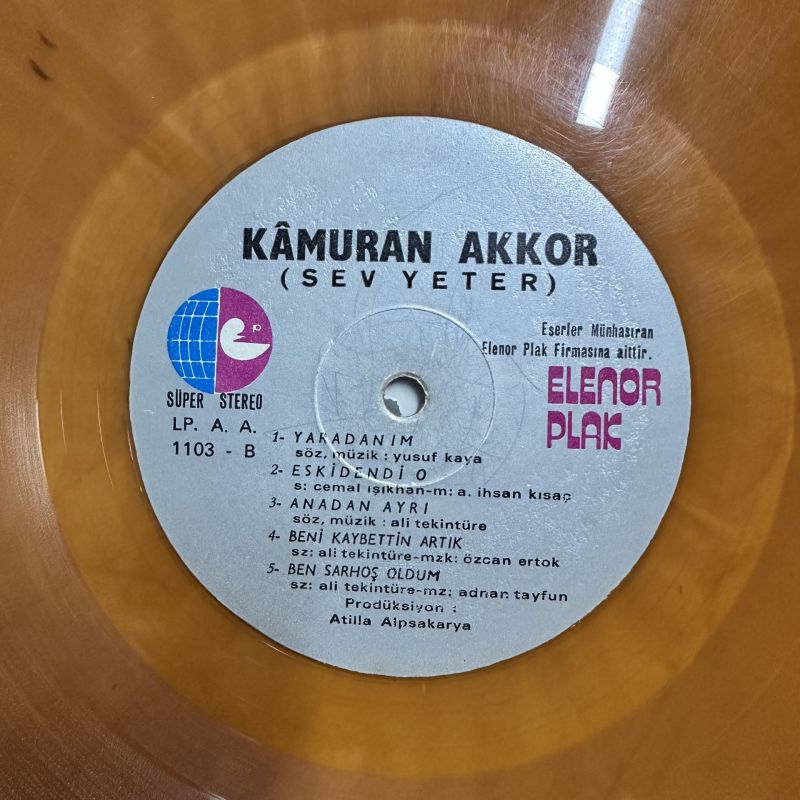 KÂMURAN AKKOR
(SEV YETER)
Eserler Münhasıran
Elenor Plak Firmasına aittir.
ELENOR
PLAK
SÜPER STEREO
LP. A. A.
1103 - B
1- YARADANIM
söz, müzik : yusuf kaya
2- ESKİDENDİ O
s: cemal ışıkhan-m: a. ihsan kısaç
3- ANADAN AYRI
söz, müzik : ali tekintüre
4- BENİ KAYBETTİN ARTIK
sz: ali tekintüre-mzk: özcan ertok
5- BEN SARHOŞ OLDUM
sz: ali tekintüre-mz: adnan tayfun
Prodüksiyon :
Atilla Alpsakarya